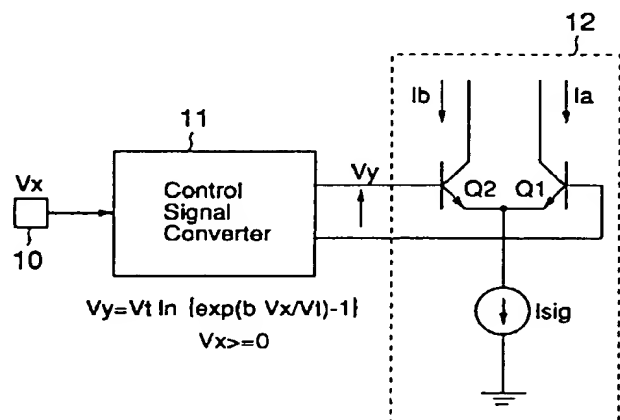 12
11
Ib
Ia
Vx
Vy
Q2
Q1
Control
Signal
Converter
10
Isig
Vy=Vt ln {exp(b Vx/Vt)-1}
Vx>=0